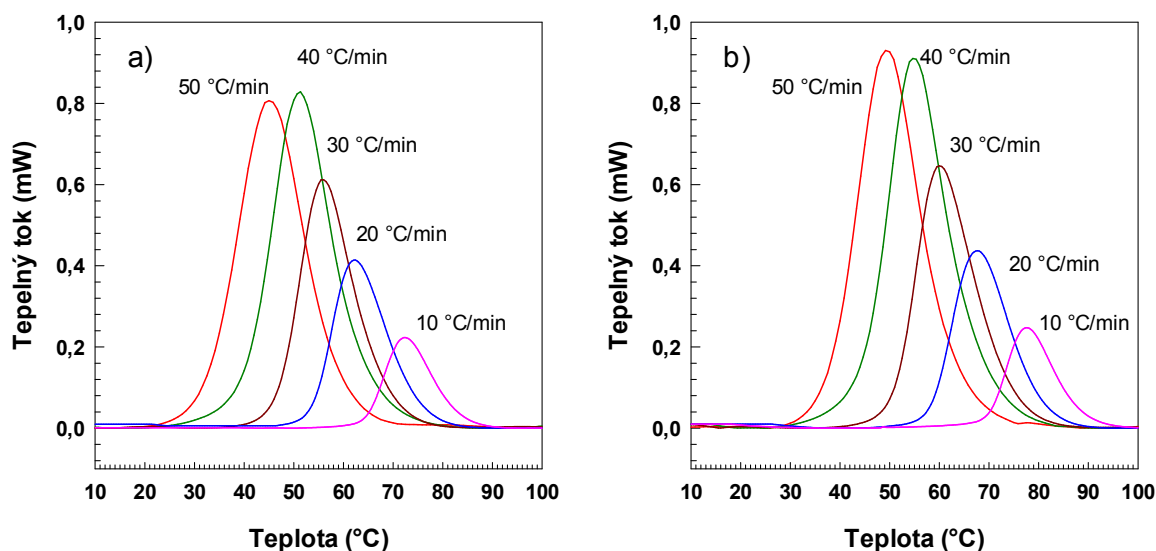 a)
40 °C/min
50 °C/min
30 °C/min
20 °C/min
10 °C/min
1,0
0,8
0,6
0,4
0,2
0,0
Tepelný tok (mW)
10 20 30 40 50 60 70 80 90 100
Teplota (°C)
b)
40 °C/min
50 °C/min
30 °C/min
20 °C/min
10 °C/min
1,0
0,8
0,6
0,4
0,2
0,0
Tepelný tok (mW)
10 20 30 40 50 60 70 80 90 100
Teplota (°C)